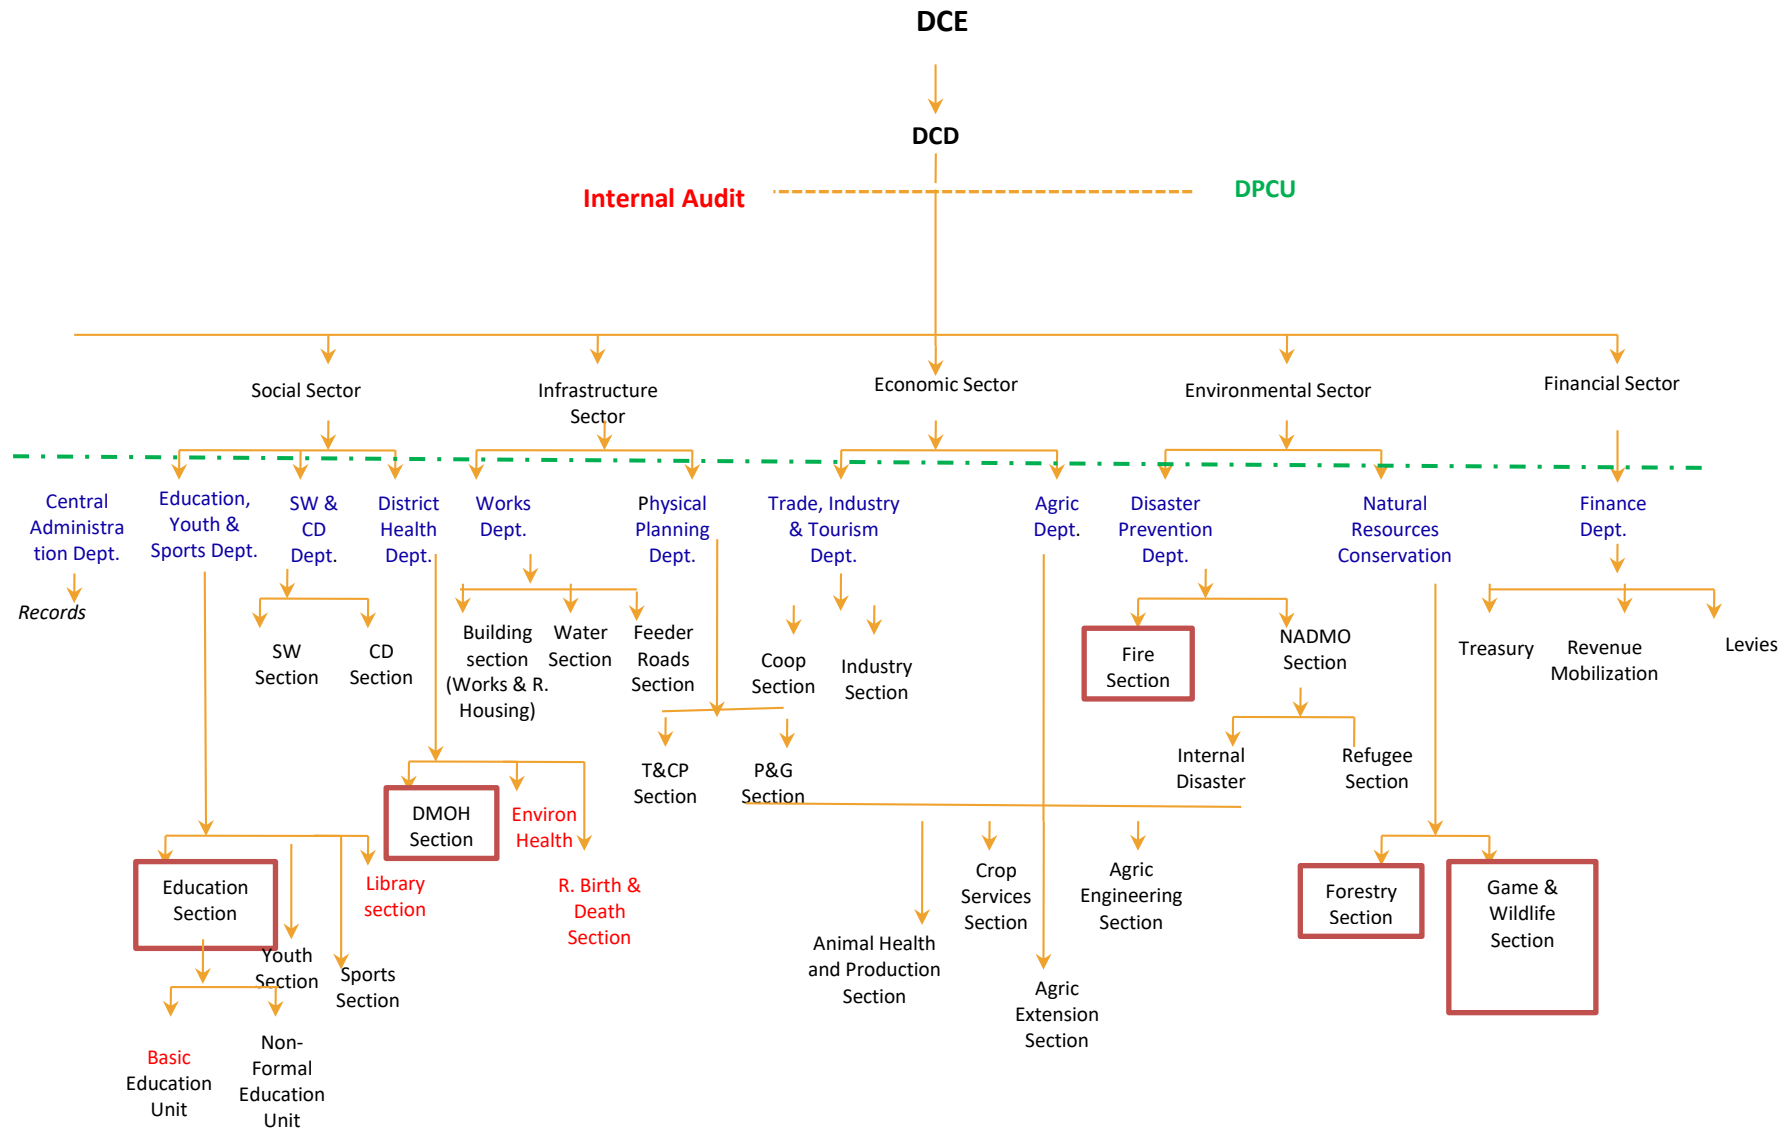 DCE
DCD
Internal Audit
DPCU
Social Sector
Infrastructure
Sector
Economic Sector
Environmental Sector
Financial Sector
Central
Administra
tion Dept.
Education,
Youth &
Sports Dept.
SW &
CD
Dept.
District
Health
Dept.
Works
Dept.
Physical
Planning
Dept.
Trade, Industry
& Tourism
Dept.
Agric
Dept.
Disaster
Prevention
Dept.
Natural
Resources
Conservation
Finance
Dept.
Records
SW
Section
CD
Section
Building
section
(Works & R.
Housing)
Water
Section
Feeder
Roads
Section
Coop
Section
Industry
Section
Fire
Section
NADMO
Section
Treasury
Revenue
Mobilization
Levies
T&CP
Section
P&G
Section
Internal
Disaster
Refugee
Section
DMOH
Section
Environ
Health
R. Birth &
Death
Section
Education
Section
Library
section
Youth
Section
Sports
Section
Animal Health
and Production
Section
Crop
Services
Section
Agric
Extension
Section
Agric
Engineering
Section
Forestry
Section
Game &
Wildlife
Section
Basic
Education
Unit
Non-
Formal
Education
Unit